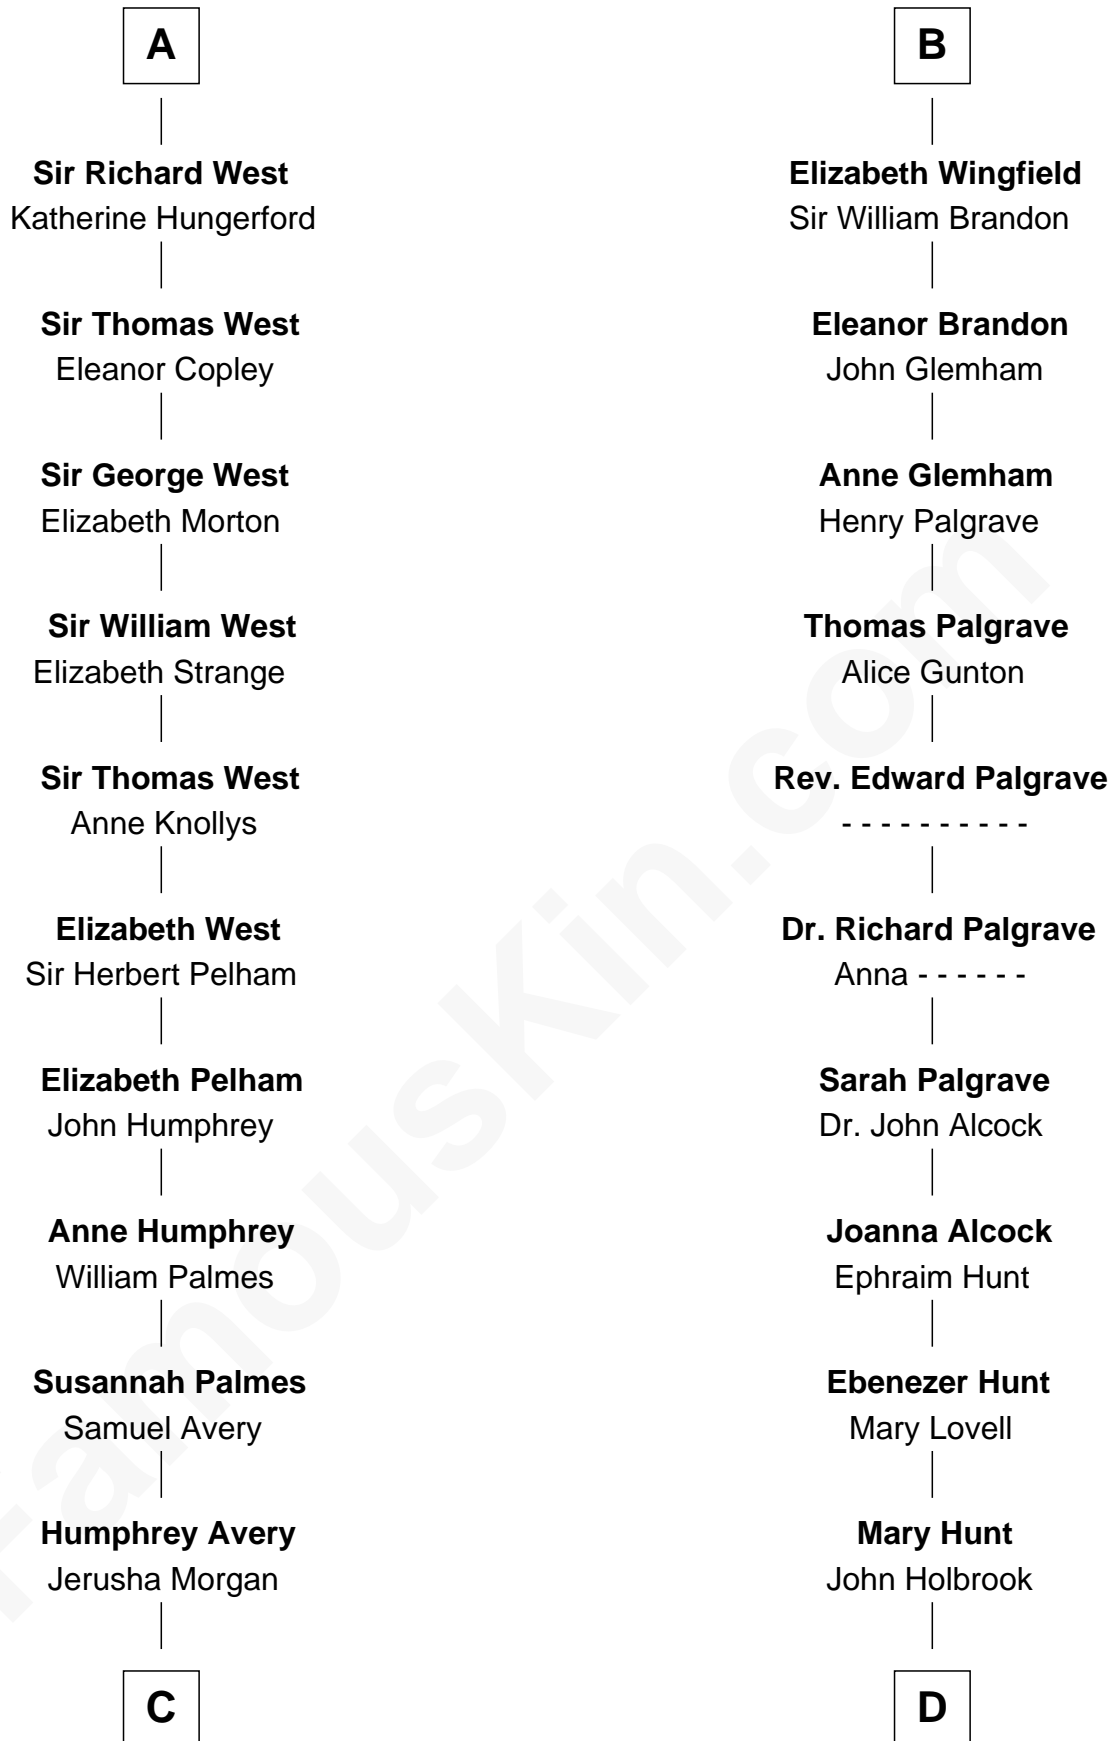 A
Sir Richard West
Katherine Hungerford
Sir Thomas West
Eleanor Copley
Sir George West
Elizabeth Morton
Sir William West
Elizabeth Strange
Sir Thomas West
Anne Knollys
Elizabeth West
Sir Herbert Pelham
Elizabeth Pelham
John Humphrey
Anne Humphrey
William Palmes
Susannah Palmes
Samuel Avery
Humphrey Avery
Jerusha Morgan
C
B
Elizabeth Wingfield
Sir William Brandon
Eleanor Brandon
John Glemham
Anne Glemham
Henry Palgrave
Thomas Palgrave
Alice Gunton
Rev. Edward Palgrave
- - - - - - - - - -
Dr. Richard Palgrave
Anna - - - - - -
Sarah Palgrave
Dr. John Alcock
Joanna Alcock
Ephraim Hunt
Ebenezer Hunt
Mary Lovell
Mary Hunt
John Holbrook
D
FamousKin.com